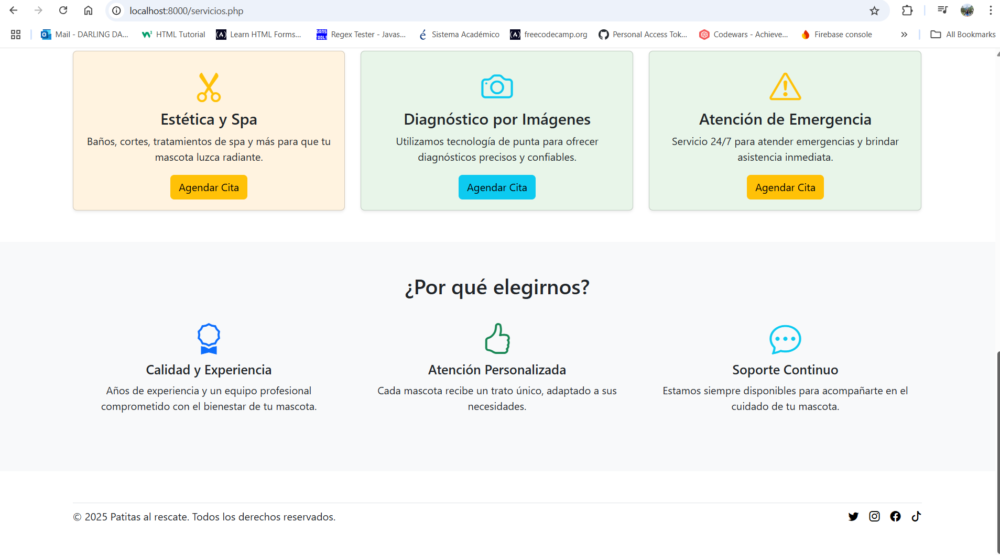 localhost:8000/servicios.php
Mail - DARLING DA...
HTML Tutorial
Learn HTML Forms...
Regex Tester - Javas...
Sistema Académico
freecodecamp.org
Personal Access Tok...
Codewars - Achieve...
Firebase console
All Bookmarks
Estética y Spa
Baños, cortes, tratamientos de spa y más para que tu
mascota luzca radiante.
Agendar Cita
Diagnóstico por Imágenes
Utilizamos tecnología de punta para ofrecer
diagnósticos precisos y confiables.
Agendar Cita
Atención de Emergencia
Servicio 24/7 para atender emergencias y brindar
asistencia inmediata.
Agendar Cita
¿Por qué elegirnos?
Calidad y Experiencia
Años de experiencia y un equipo profesional
comprometido con el bienestar de tu mascota.
Atención Personalizada
Cada mascota recibe un trato único, adaptado a sus
necesidades.
Soporte Continuo
Estamos siempre disponibles para acompañarte en el
cuidado de tu mascota.
© 2025 Patitas al rescate. Todos los derechos reservados.